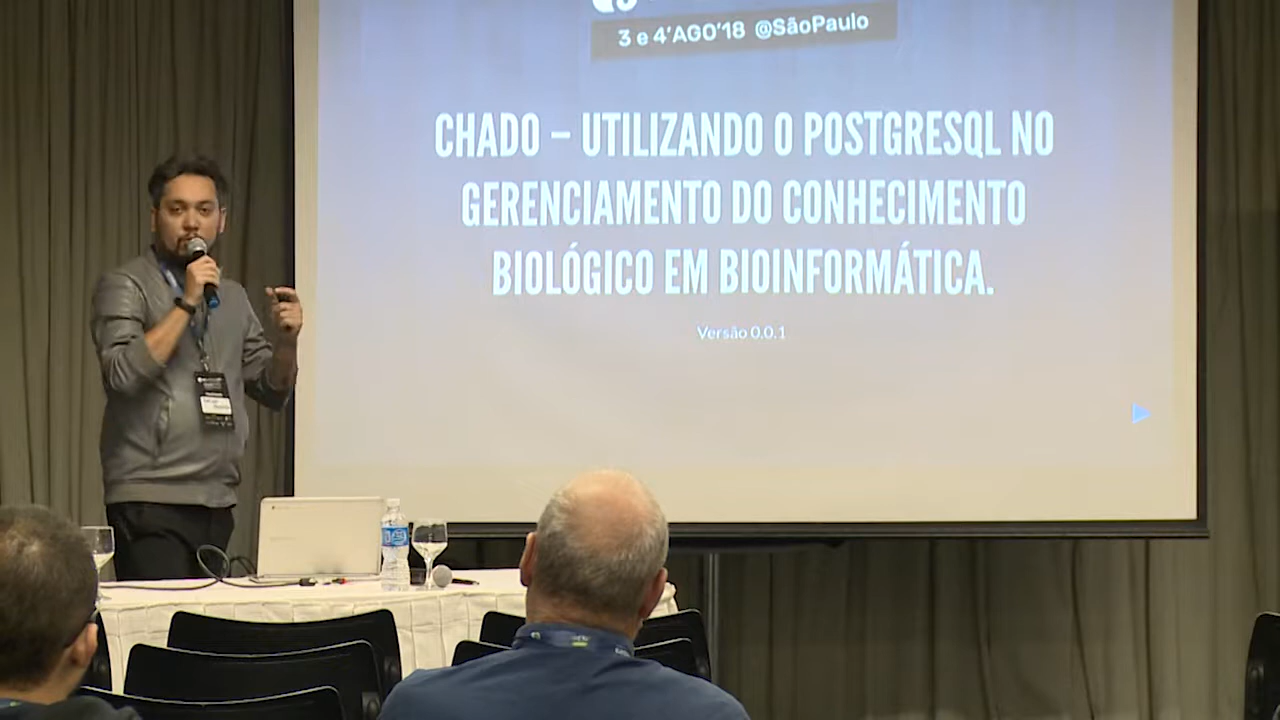 3 e 4'AGO'18 @SãoPaulo
CHADO – UTILIZANDO O POSTGRESQL NO
GERENCIAMENTO DO CONHECIMENTO
BIOLÓGICO EM BIOINFORMÁTICA.
Versão 0.0.1